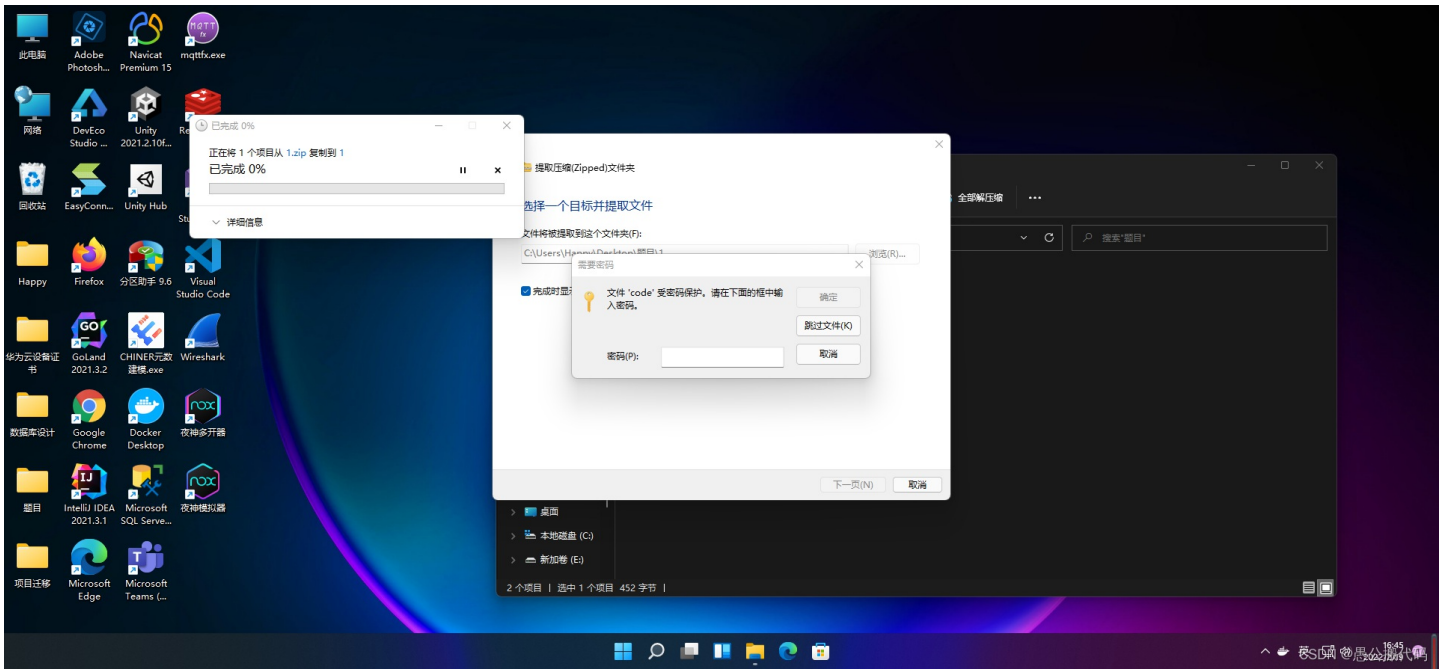 此电脑
Adobe
Photosh...
Navicat
Premium 15
mqttfx.exe
网络
DevEco
Studio ...
Unity
2021.2.10f...
Re
回收站
EasyConn...
Unity Hub
Stu
Happy
Firefox
分区助手 9.6
Visual
Studio Code
华为云设备证
书
GoLand
2021.3.2
CHINER元数
建模.exe
Wireshark
数据库设计
Google
Chrome
Docker
Desktop
夜神多开器
题目
IntelliJ IDEA
2021.3.1
Microsoft
SQL Serve...
夜神模拟器
项目迁移
Microsoft
Edge
Microsoft
Teams (...
已完成 0%
正在将 1 个项目从 1.zip 复制到 1
已完成 0%
详细信息
提取压缩(Zipped)文件夹
选择一个目标并提取文件
文件将被提取到这个文件夹(F):
C:\Users\Happy\Desktop\题目\1
浏览(R)...
完成时显
需要密码
文件 'code' 受密码保护。请在下面的框中输
入密码。
确定
跳过文件(K)
密码(P):
取消
下一页(N)
取消
全部解压缩
搜索"题目"
桌面
本地磁盘 (C:)
新加卷 (E:)
2 个项目
选中 1 个项目 452 字节
16:45